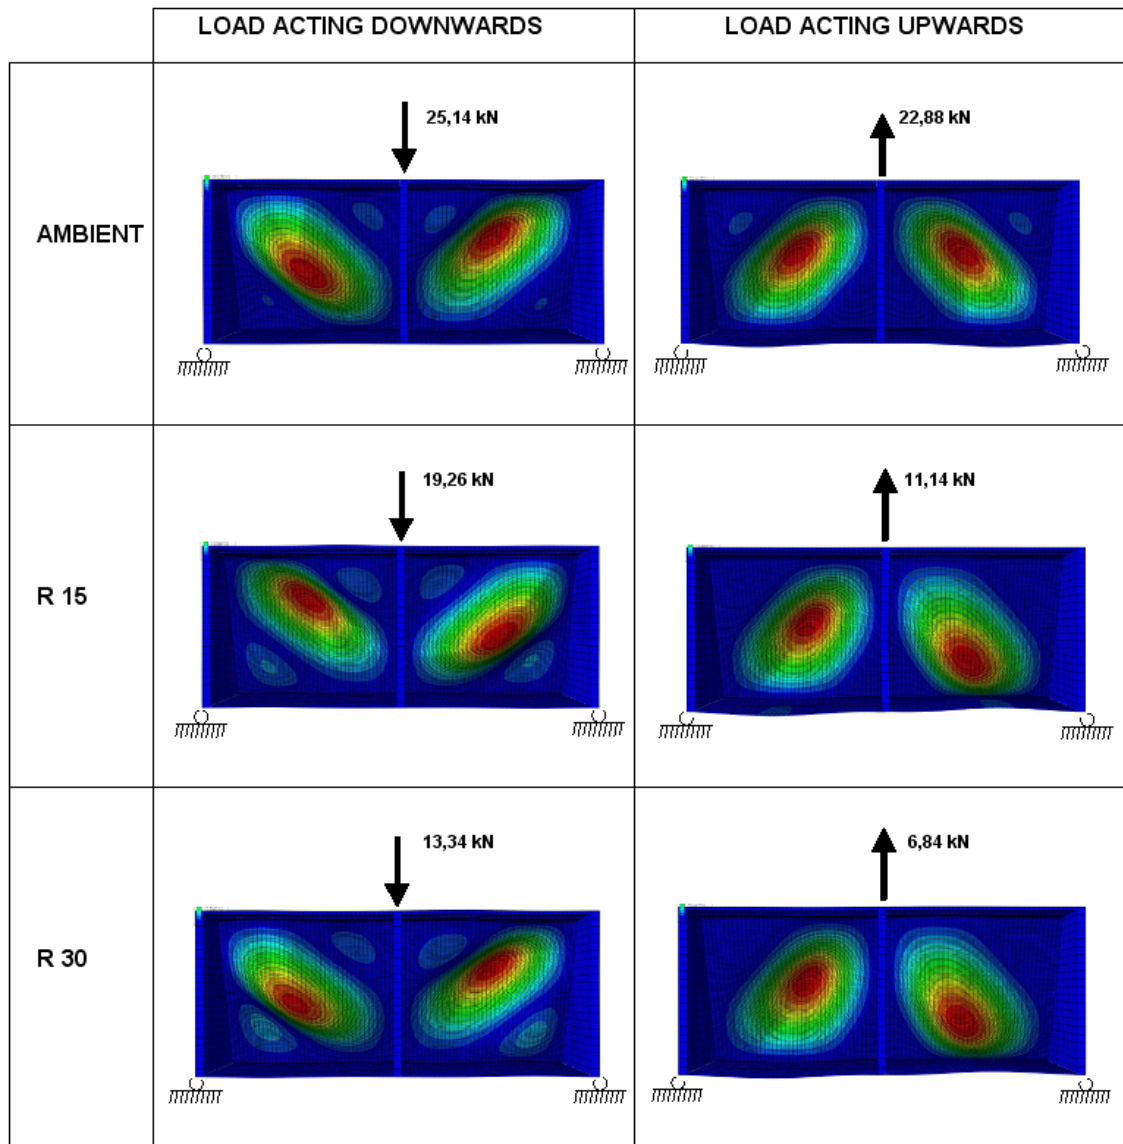 LOAD ACTING DOWNWARDS
LOAD ACTING UPWARDS
AMBIENT
25,14 kN
22,88 kN
R 15
19,26 kN
11,14 kN
R 30
13,34 kN
6,84 kN